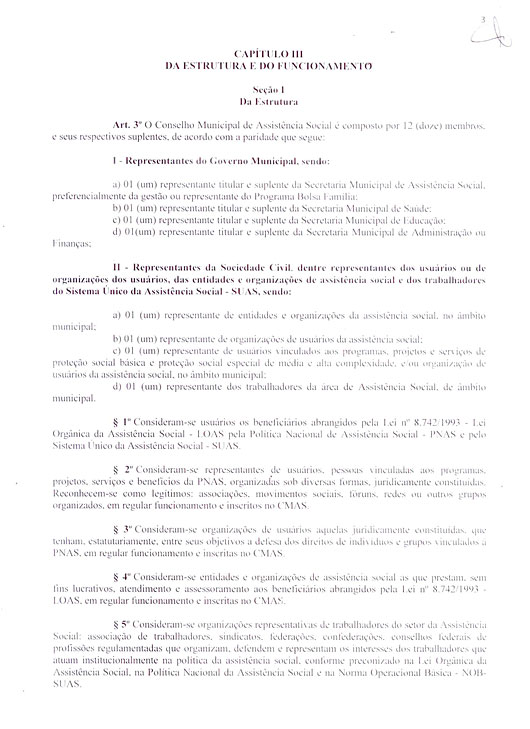 3
CAPÍTULO III
DA ESTRUTURA E DO FUNCIONAMENTO
Seção I
Da Estrutura
Art. 3º O Conselho Municipal de Assistência Social é composto por 12 (doze) membros,
e seus respectivos suplentes, de acordo com a paridade que segue:
I - Representantes do Governo Municipal, sendo:
a) 01 (um) representante titular e suplente da Secretaria Municipal de Assistência Social,
preferencialmente da gestão ou representante do Programa Bolsa Família;
b) 01 (um) representante titular e suplente da Secretaria Municipal de Saúde;
c) 01 (um) representante titular e suplente da Secretaria Municipal de Educação;
d) 01(um) representante titular e suplente da Secretaria Municipal de Administração ou
Finanças;
II - Representantes da Sociedade Civil, dentre representantes dos usuários ou de
organizações dos usuários, das entidades e organizações de assistência social e dos trabalhadores
do Sistema Único da Assistência Social - SUAS, sendo:
a) 01 (um) representante de entidades e organizações da assistência social, no âmbito
municipal;
b) 01 (um) representante de organizações de usuários da assistência social;
c) 01 (um) representante de usuários vinculados aos programas, projetos e serviços de
proteção social básica e proteção social especial de media e alta complexidade, e/ou organização de
usuários da assistência social, no âmbito municipal;
d) 01 (um) representante dos trabalhadores da área de Assistência Social, de âmbito
municipal.
§ 1º Consideram-se usuários os beneficiários abrangidos pela Lei nº 8.742/1993 - Lei
Orgânica da Assistência Social - LOAS pela Política Nacional de Assistência Social - PNAS e pelo
Sistema Único da Assistência Social - SUAS.
§ 2º Consideram-se representantes de usuários, pessoas vinculadas aos programas,
projetos, serviços e benefícios da PNAS, organizadas sob diversas formas, juridicamente constituídas.
Reconhecem-se como legítimos: associações, movimentos sociais, fóruns, redes ou outros grupos
organizados, em regular funcionamento e inscritos no CMAS.
§ 3º Consideram-se organizações de usuários aquelas juridicamente constituídas, que
tenham, estatutariamente, entre seus objetivos a defesa dos direitos de indivíduos e grupos vinculados à
PNAS, em regular funcionamento e inscritas no CMAS.
§ 4º Consideram-se entidades e organizações de assistência social as que prestam, sem
fins lucrativos, atendimento e assessoramento aos beneficiários abrangidos pela Lei nº 8.742/1993 -
LOAS, em regular funcionamento e inscritas no CMAS.
§ 5º Consideram-se organizações representativas de trabalhadores do setor da Assistência
Social: associação de trabalhadores, sindicatos, federações, confederações, conselhos federais de
profissões regulamentadas que organizam, defendem e representam os interesses dos trabalhadores que
atuam institucionalmente na política da assistência social, conforme preconizado na Lei Orgânica da
Assistência Social, na Política Nacional da Assistência Social e na Norma Operacional Básica - NOB-
SUAS.